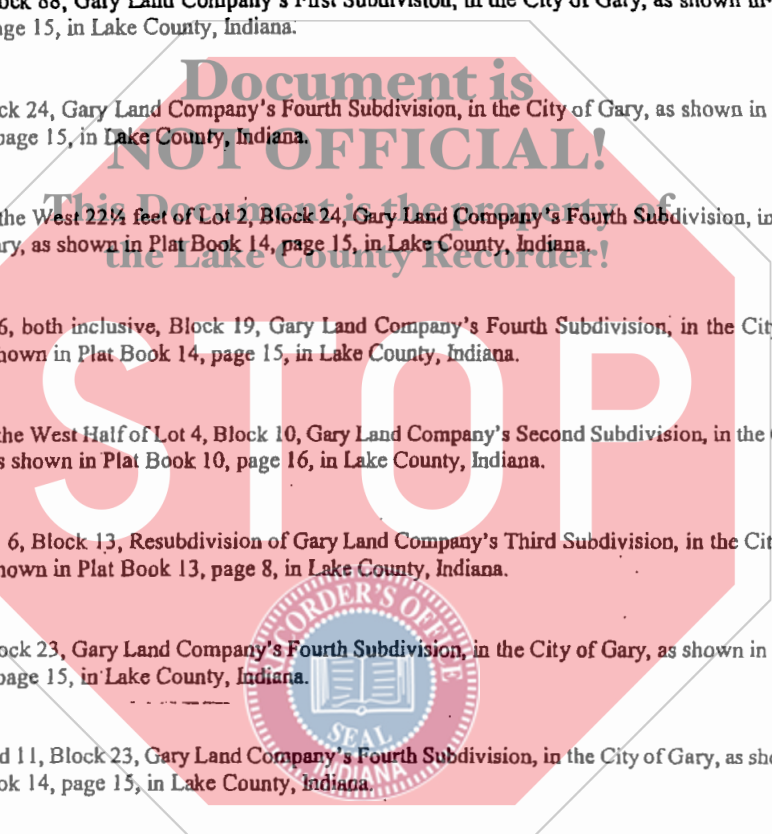 ock 88, Gary Land Company's First Subdivision, in the City of Gary, as shown in
age 15, in Lake County, Indiana.
Document is
ck 24, Gary Land Company's Fourth Subdivision, in the City of Gary, as shown in
page 15, in Lake County, Indiana.
NOT OFFICIAL!
This Document is the property of
the West 22½ feet of Lot 2, Block 24, Gary Land Company's Fourth Subdivision, in
ry, as shown in Plat Book 14, page 15, in Lake County, Indiana.
the Lake County Recorder!
6, both inclusive, Block 19, Gary Land Company's Fourth Subdivision, in the City
hown in Plat Book 14, page 15, in Lake County, Indiana.
STOP
the West Half of Lot 4, Block 10, Gary Land Company's Second Subdivision, in the
s shown in Plat Book 10, page 16, in Lake County, Indiana.
6, Block 13, Resubdivision of Gary Land Company's Third Subdivision, in the City
hown in Plat Book 13, page 8, in Lake County, Indiana.
RECORDER'S OFFICE
ock 23, Gary Land Company's Fourth Subdivision, in the City of Gary, as shown in
page 15, in Lake County, Indiana.
SEAL
d 11, Block 23, Gary Land Company's Fourth Subdivision, in the City of Gary, as sho
INDIANA
ok 14, page 15, in Lake County, Indiana.